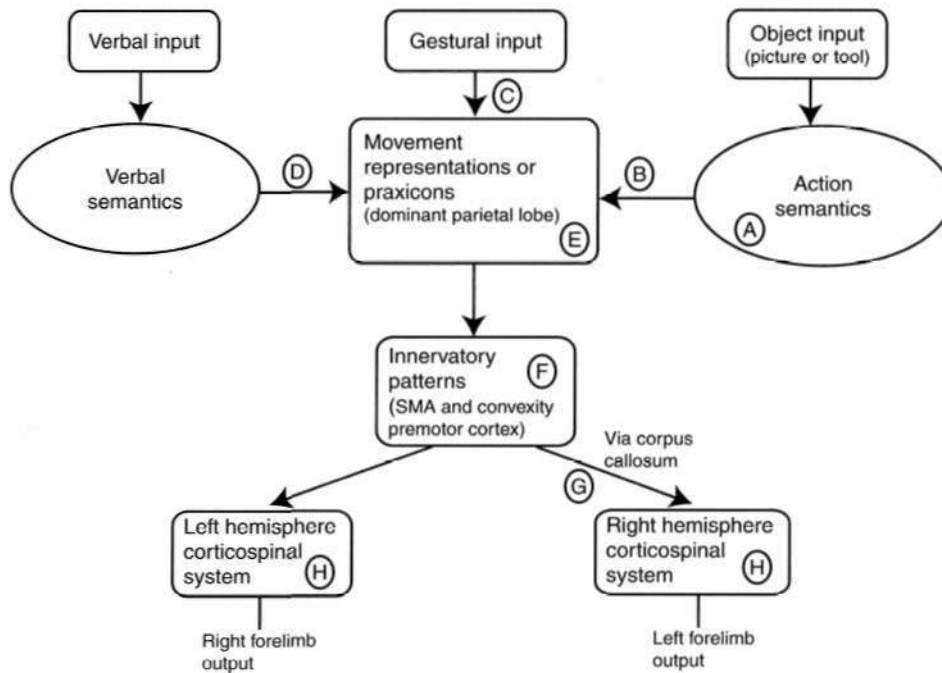 Verbal input
Gestural input
Object input
(picture or tool)
C
Verbal
semantics
D
Movement
representations or
praxicons
(dominant parietal lobe)
E
B
Action
semantics
A
Innervatory
patterns
(SMA and convexity
premotor cortex)
F
Via corpus
callosum
G
Left hemisphere
corticospinal
system
H
Right hemisphere
corticospinal
system
H
Right forelimb
output
Left forelimb
output